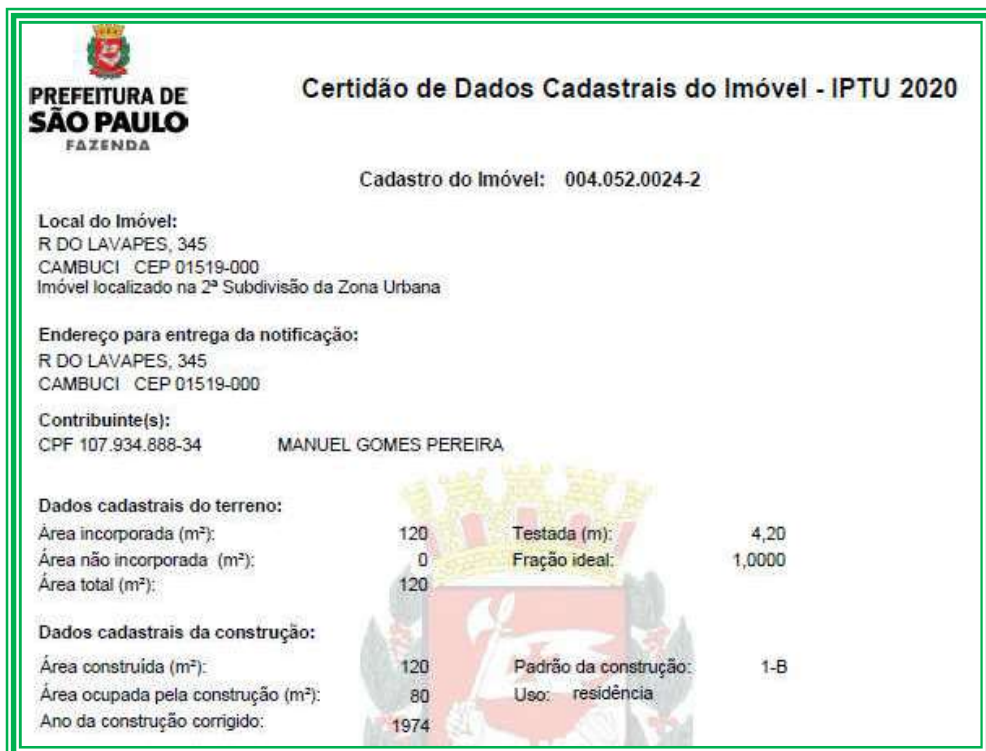 PREFEITURA DE
SÃO PAULO
FAZENDA
Certidão de Dados Cadastrais do Imóvel - IPTU 2020
Cadastro do Imóvel: 004.052.0024-2
Local do Imóvel:
R DO LAVAPES, 345
CAMBUCI CEP 01519-000
Imóvel localizado na 2ª Subdivisão da Zona Urbana
Endereço para entrega da notificação:
R DO LAVAPES, 345
CAMBUCI CEP 01519-000
Contribuinte(s):
CPF 107.934.888-34 MANUEL GOMES PEREIRA
Dados cadastrais do terreno:
Área incorporada (m²): 120 Testada (m): 4,20
Área não incorporada (m²): 0 Fração ideal: 1,0000
Área total (m²): 120
Dados cadastrais da construção:
Área construída (m²): 120 Padrão da construção: 1-B
Área ocupada pela construção (m²): 80 Uso: residência
Ano da construção corrigido: 1974